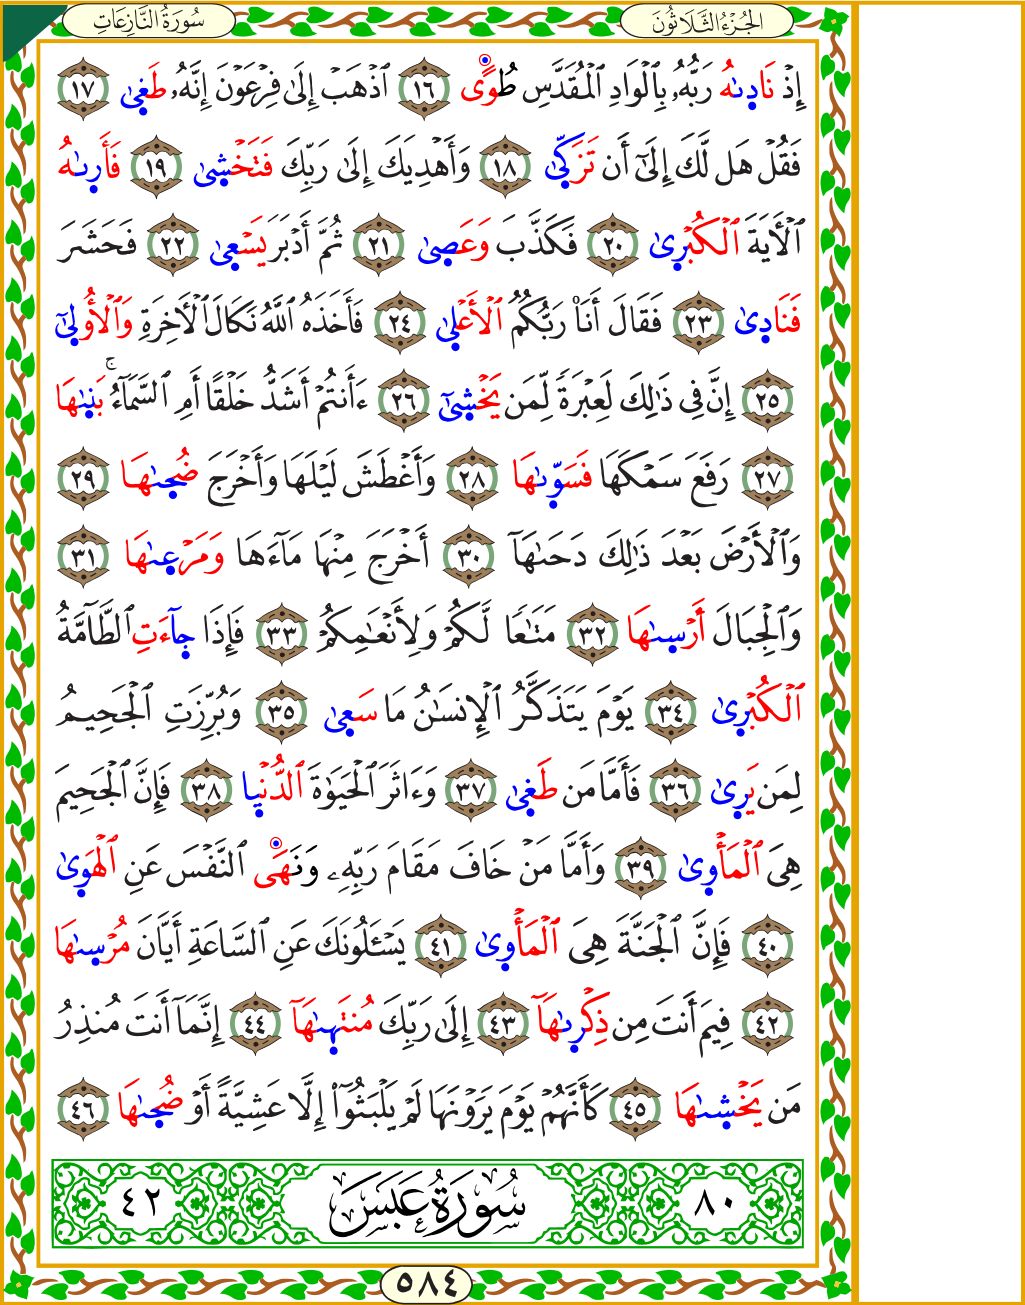 سُورَةُ النَّازِعَاتِ
الجُزْءُ الثَّلَاثُونَ
إِذْ نَادَىٰهُ رَبُّهُۥ بِٱلْوَادِ ٱلْمُقَدَّسِ طُوًى ١٦ ٱذْهَبْ إِلَىٰ فِرْعَوْنَ إِنَّهُۥ طَغَىٰ ١٧
فَقُلْ هَل لَّكَ إِلَىٰٓ أَن تَزَكَّىٰ ١٨ وَأَهْدِيَكَ إِلَىٰ رَبِّكَ فَتَخْشَىٰ ١٩ فَأَرَىٰهُ
ٱلْأٓيَةَ ٱلْكُبْرَىٰ ٢٠ فَكَذَّبَ وَعَصَىٰ ٢١ ثُمَّ أَدْبَرَ يَسْعَىٰ ٢٢ فَحَشَرَ
فَنَادَىٰ ٢٣ فَقَالَ أَنَا۠ رَبُّكُمُ ٱلْأَعْلَىٰ ٢٤ فَأَخَذَهُ ٱللَّهُ نَكَالَ ٱلْأٓخِرَةِ وَٱلْأُولَىٰٓ
٢٥ إِنَّ فِى ذَٰلِكَ لَعِبْرَةً لِّمَن يَخْشَىٰٓ ٢٦ ءَأَنتُمْ أَشَدُّ خَلْقًا أَمِ ٱلسَّمَآءُ ۚ بَنَىٰهَا
٢٧ رَفَعَ سَمْكَهَا فَسَوَّىٰهَا ٢٨ وَأَغْطَشَ لَيْلَهَا وَأَخْرَجَ ضُحَىٰهَا ٢٩
وَٱلْأَرْضَ بَعْدَ ذَٰلِكَ دَحَىٰهَآ ٣٠ أَخْرَجَ مِنْهَا مَآءَهَا وَمَرْعَىٰهَا ٣١
وَٱلْجِبَالَ أَرْسَىٰهَا ٣٢ مَتَٰعًا لَّكُمْ وَلِأَنْعَٰمِكُمْ ٣٣ فَإِذَا جَآءَتِ ٱلطَّآمَّةُ
ٱلْكُبْرَىٰ ٣٤ يَوْمَ يَتَذَكَّرُ ٱلْإِنسَٰنُ مَا سَعَىٰ ٣٥ وَبُرِّزَتِ ٱلْجَحِيمُ
لِمَن يَرَىٰ ٣٦ فَأَمَّا مَن طَغَىٰ ٣٧ وَءَاثَرَ ٱلْحَيَوٰةَ ٱلدُّنْيَا ٣٨ فَإِنَّ ٱلْجَحِيمَ
هِىَ ٱلْمَأْوَىٰ ٣٩ وَأَمَّا مَنْ خَافَ مَقَامَ رَبِّهِۦ وَنَهَى ٱلنَّفْسَ عَنِ ٱلْهَوَىٰ
٤٠ فَإِنَّ ٱلْجَنَّةَ هِىَ ٱلْمَأْوَىٰ ٤١ يَسْـَٔلُونَكَ عَنِ ٱلسَّاعَةِ أَيَّانَ مُرْسَىٰهَا
٤٢ فِيمَ أَنتَ مِن ذِكْرَىٰهَآ ٤٣ إِلَىٰ رَبِّكَ مُنتَهَىٰهَآ ٤٤ إِنَّمَآ أَنتَ مُنذِرُ
مَن يَخْشَىٰهَا ٤٥ كَأَنَّهُمْ يَوْمَ يَرَوْنَهَا لَمْ يَلْبَثُوٓا۟ إِلَّا عَشِيَّةً أَوْ ضُحَىٰهَا ٤٦
٨٠ سُورَةُ عَبَسَ ٤٢
٥٨٤